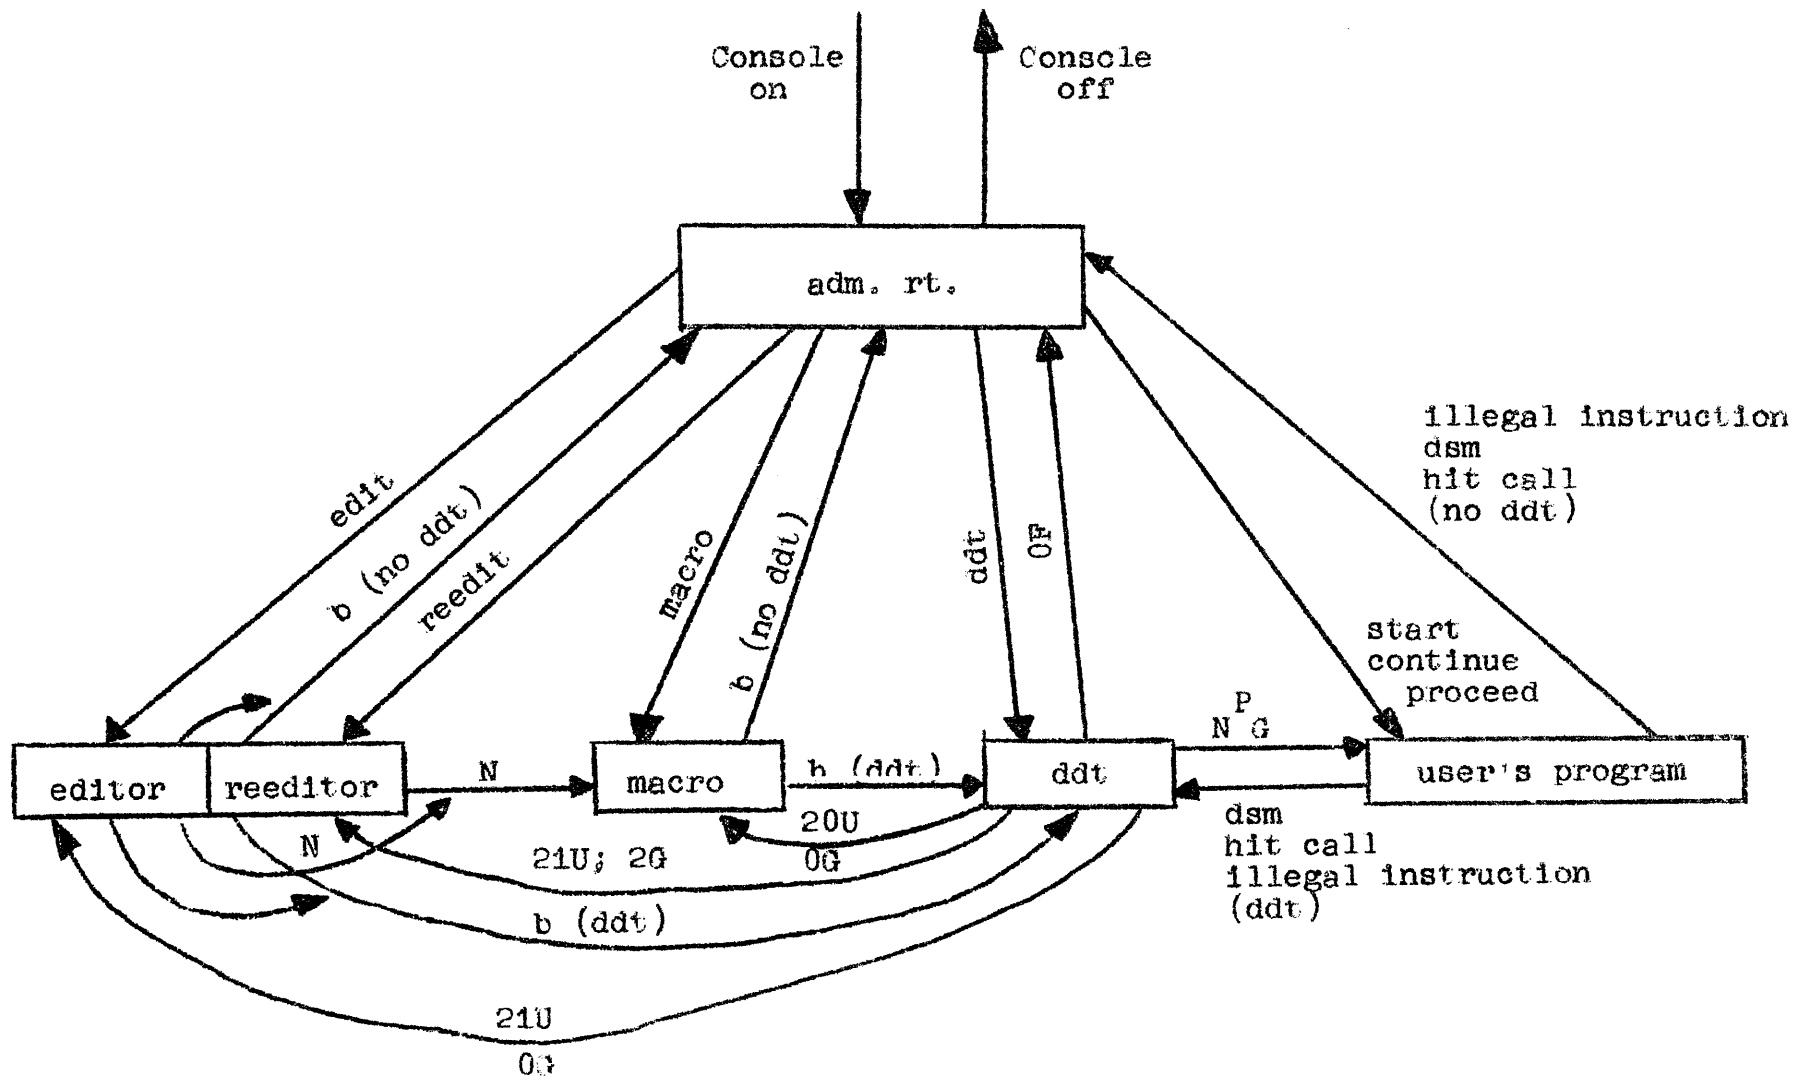 Console
on
Console
off
adm. rt.
edit
b (no ddt)
reedit
macro
b (no ddt)
ddt
0F
illegal instruction
dsm
hit call
(no ddt)
start
continue
proceed
P
N G
editor
reeditor
N
macro
b (ddt)
ddt
user's program
N
20U
0G
21U; 2G
dsm
hit call
illegal instruction
(ddt)
b (ddt)
21U
0G